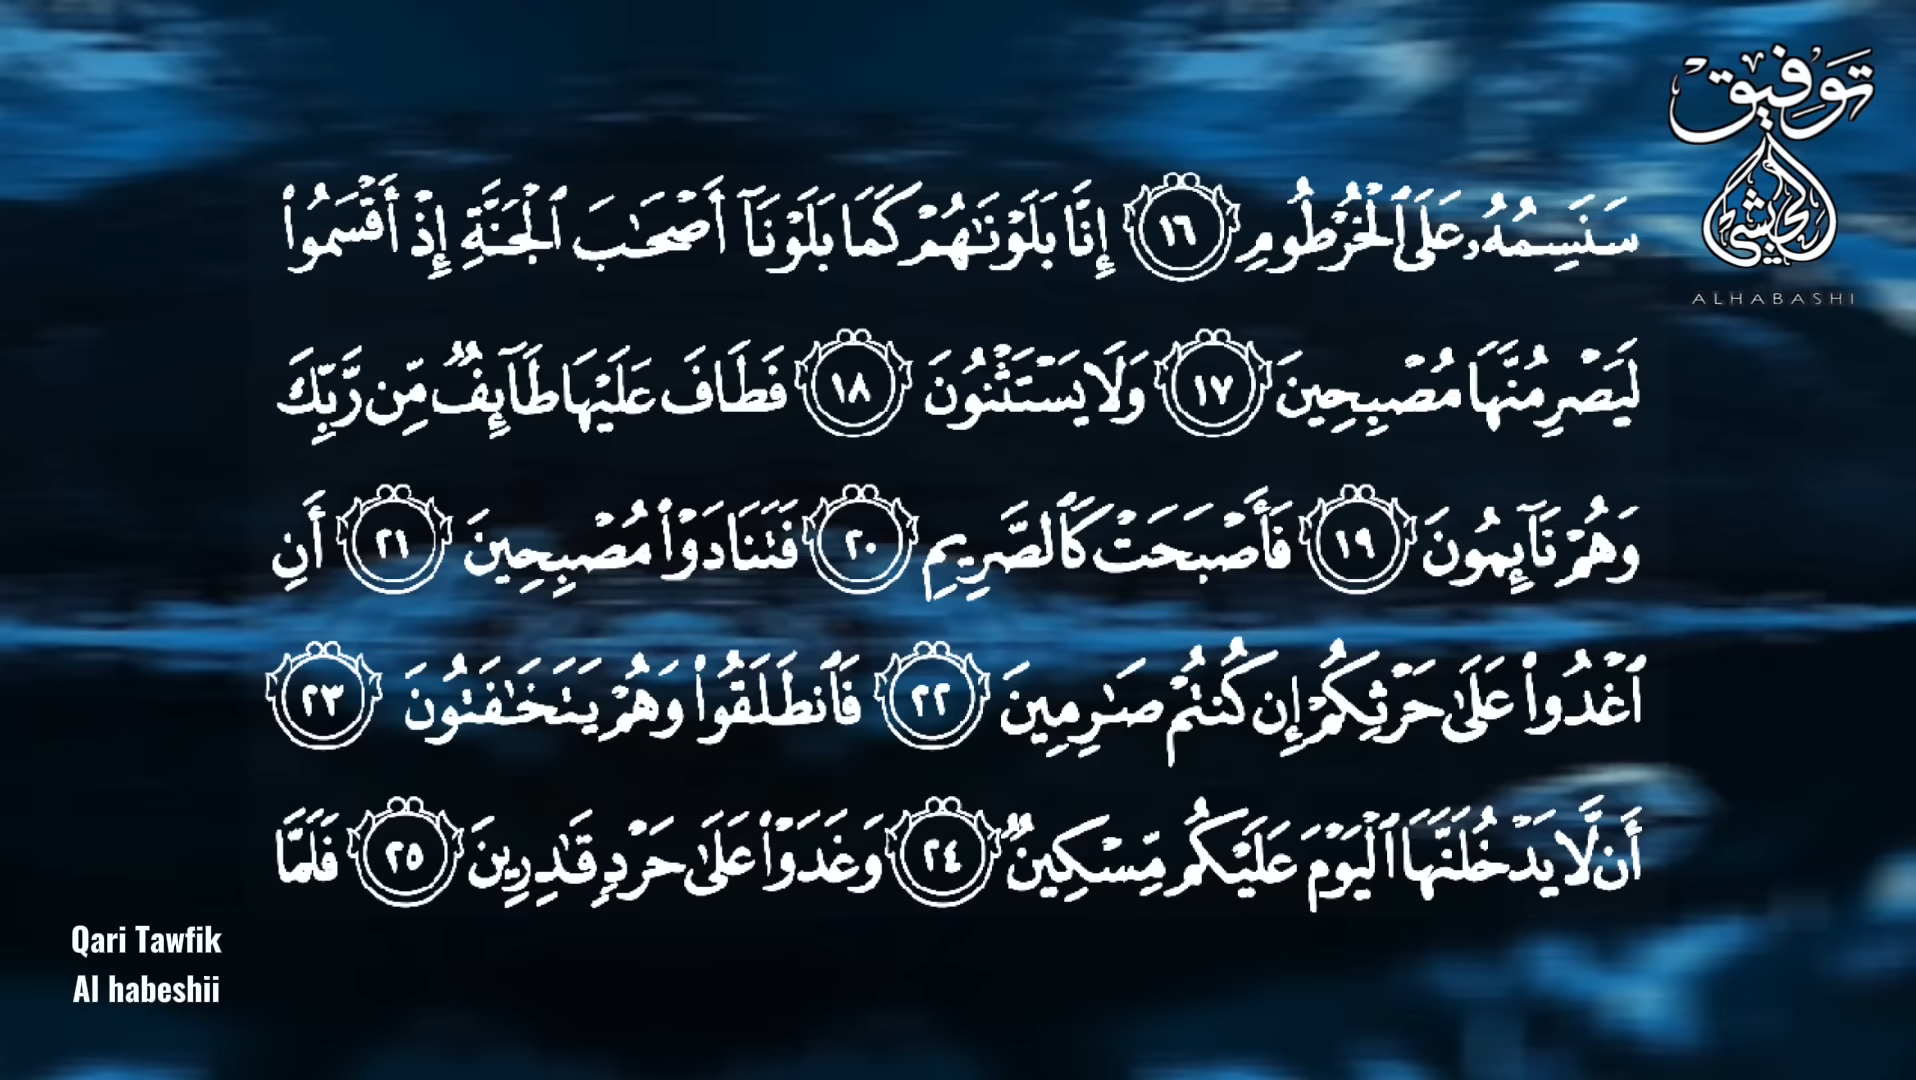 توفيق
الحبشي
ALHABASHI
سَنَسِمُهُۥ عَلَى ٱلْخُرْطُومِ ١٦ إِنَّا بَلَوْنَـٰهُمْ كَمَا بَلَوْنَآ أَصْحَـٰبَ ٱلْجَنَّةِ إِذْ أَقْسَمُوا۟
لَيَصْرِمُنَّهَا مُصْبِحِينَ ١٧ وَلَا يَسْتَثْنُونَ ١٨ فَطَافَ عَلَيْهَا طَآئِفٌ مِّن رَّبِّكَ
وَهُمْ نَآئِمُونَ ١٩ فَأَصْبَحَتْ كَٱلصَّرِيمِ ٢٠ فَتَنَادَوْا۟ مُصْبِحِينَ ٢١ أَنِ
ٱغْدُوا۟ عَلَىٰ حَرْثِكُمْ إِن كُنتُمْ صَـٰرِمِينَ ٢٢ فَٱنطَلَقُوا۟ وَهُمْ يَتَخَـٰفَتُونَ ٢٣
أَن لَّا يَدْخُلَنَّهَا ٱلْيَوْمَ عَلَيْكُم مِّسْكِينٌ ٢٤ وَغَدَوْا۟ عَلَىٰ حَرْدٍ قَـٰدِرِينَ ٢٥ فَلَمَّا
Qari Tawfik
Al habeshii